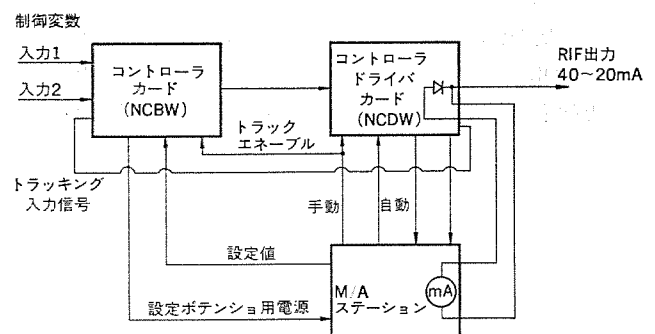 制御変数
入力1
入力2
コントローラ
カード
(NCBW)
コントローラ
ドライバ
カード
(NCDW)
RIF出力
40~20mA
トラック
エネーブル
トラッキング
入力信号
手動
自動
設定値
設定ポテンショ用電源
M/A
ステーション
mA